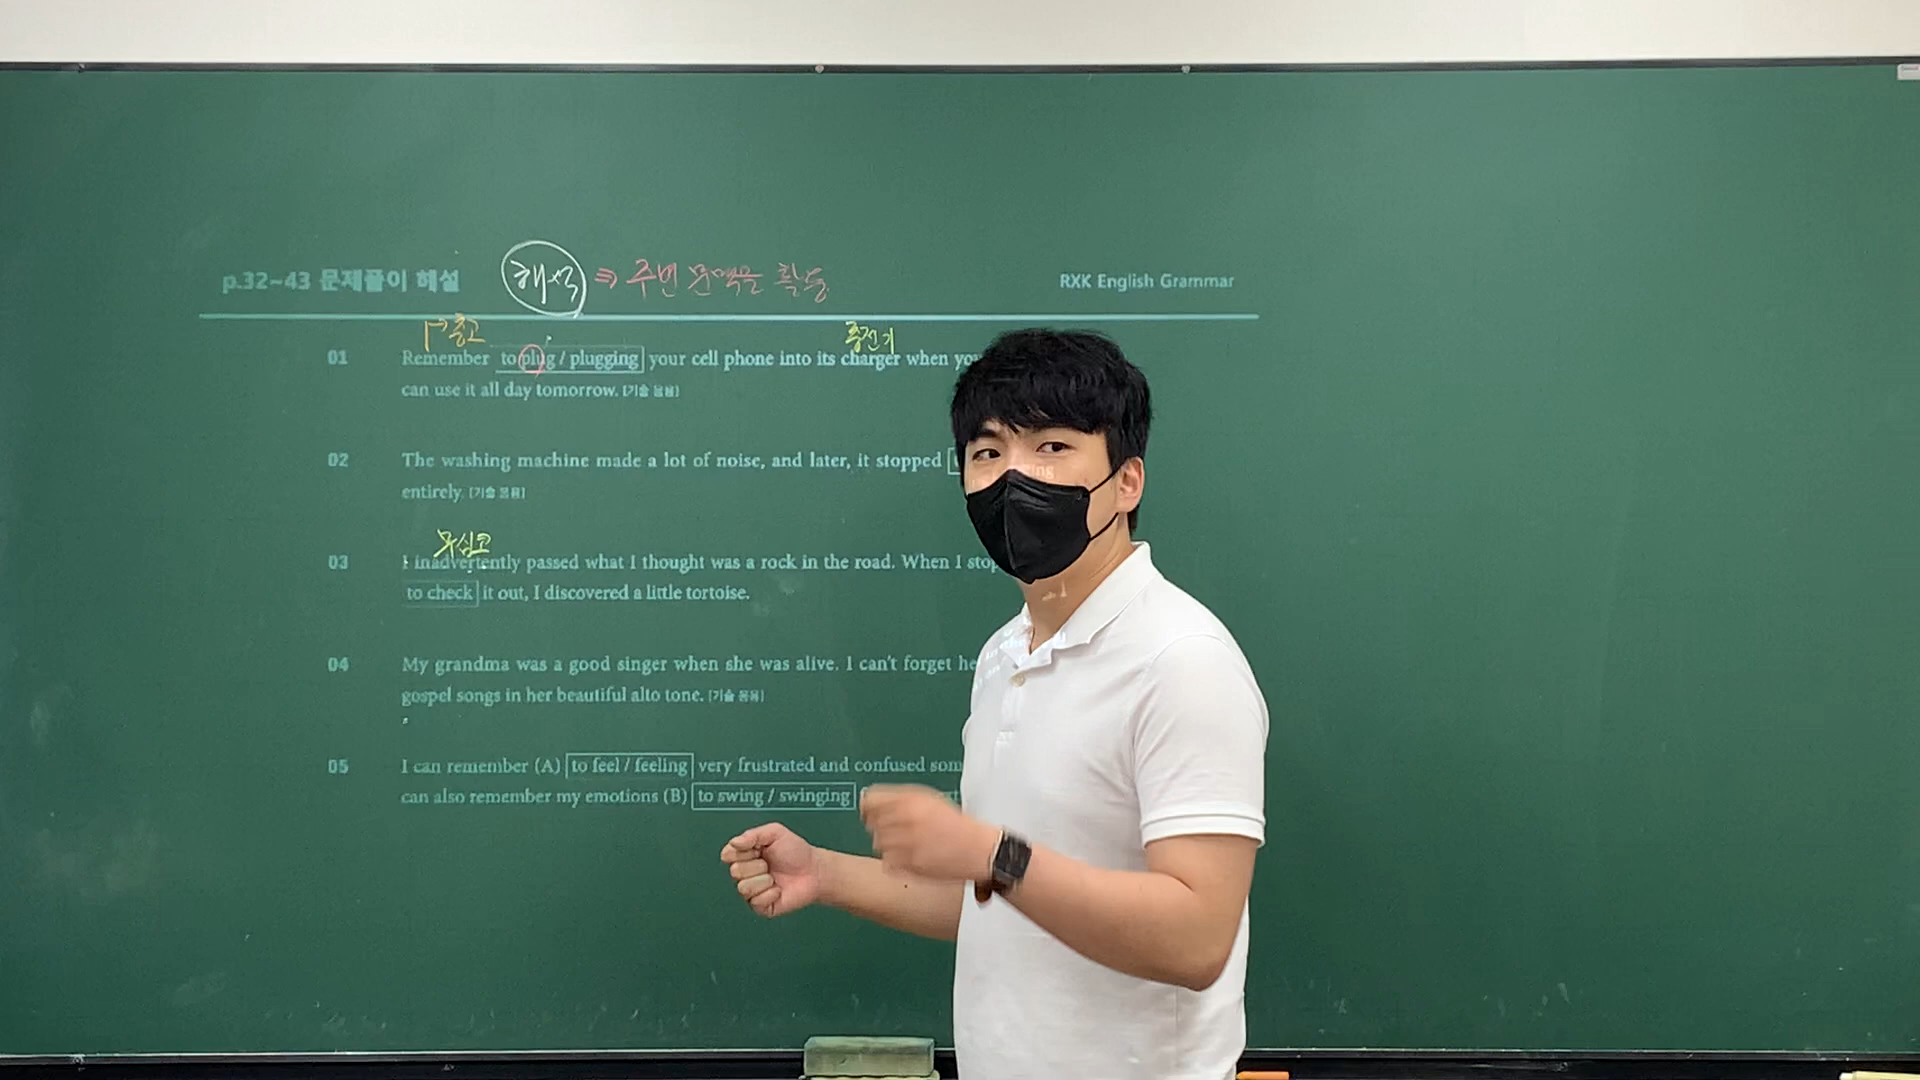 p.32~43 문제풀이 해설 해석 ⇒ 주변 문맥을 활용 RXK English Grammar
충고 충전기
01 Remember to plug / plugging your cell phone into its charger when you
can use it all day tomorrow. [기출 응용]
02 The washing machine made a lot of noise, and later, it stopped
entirely. [기출 응용]
무심코
03 I inadvertently passed what I thought was a rock in the road. When I
to check it out, I discovered a little tortoise.
04 My grandma was a good singer when she was alive. I can't forget
gospel songs in her beautiful alto tone. [기출 응용]
05 I can remember (A) to feel / feeling very frustrated and confused
can also remember my emotions (B) to swing / swinging